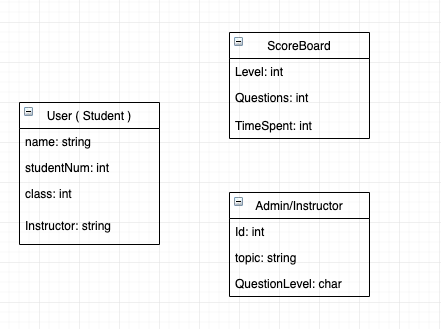 User ( Student )
name: string
studentNum: int
class: int
Instructor: string
ScoreBoard
Level: int
Questions: int
TimeSpent: int
Admin/Instructor
Id: int
topic: string
QuestionLevel: char